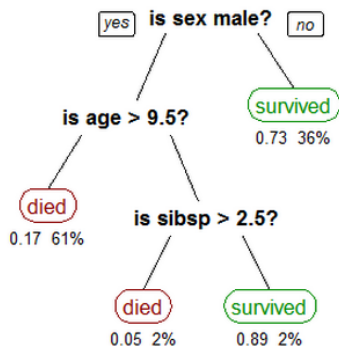 is sex male?
yes
no
survived
0.73 36%
is age > 9.5?
died
0.17 61%
is sibsp > 2.5?
died
0.05 2%
survived
0.89 2%